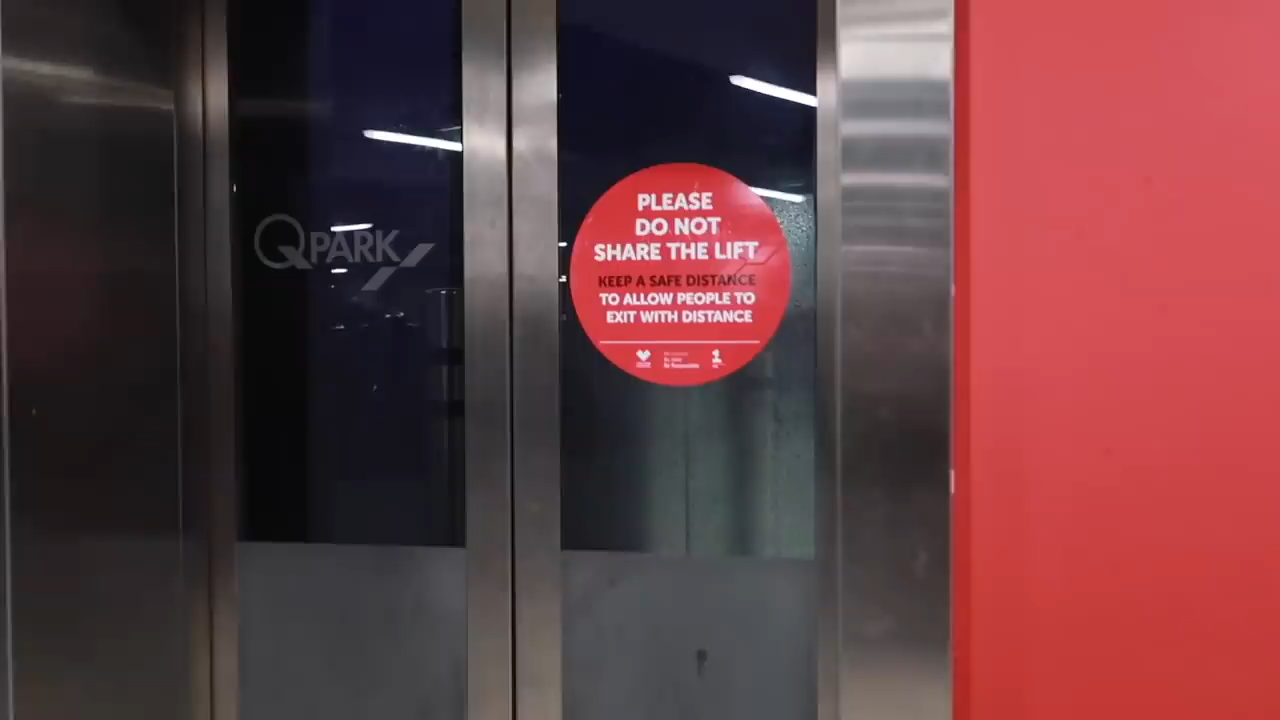 QPARK
PLEASE
DO NOT
SHARE THE LIFT
KEEP A SAFE DISTANCE
TO ALLOW PEOPLE TO
EXIT WITH DISTANCE